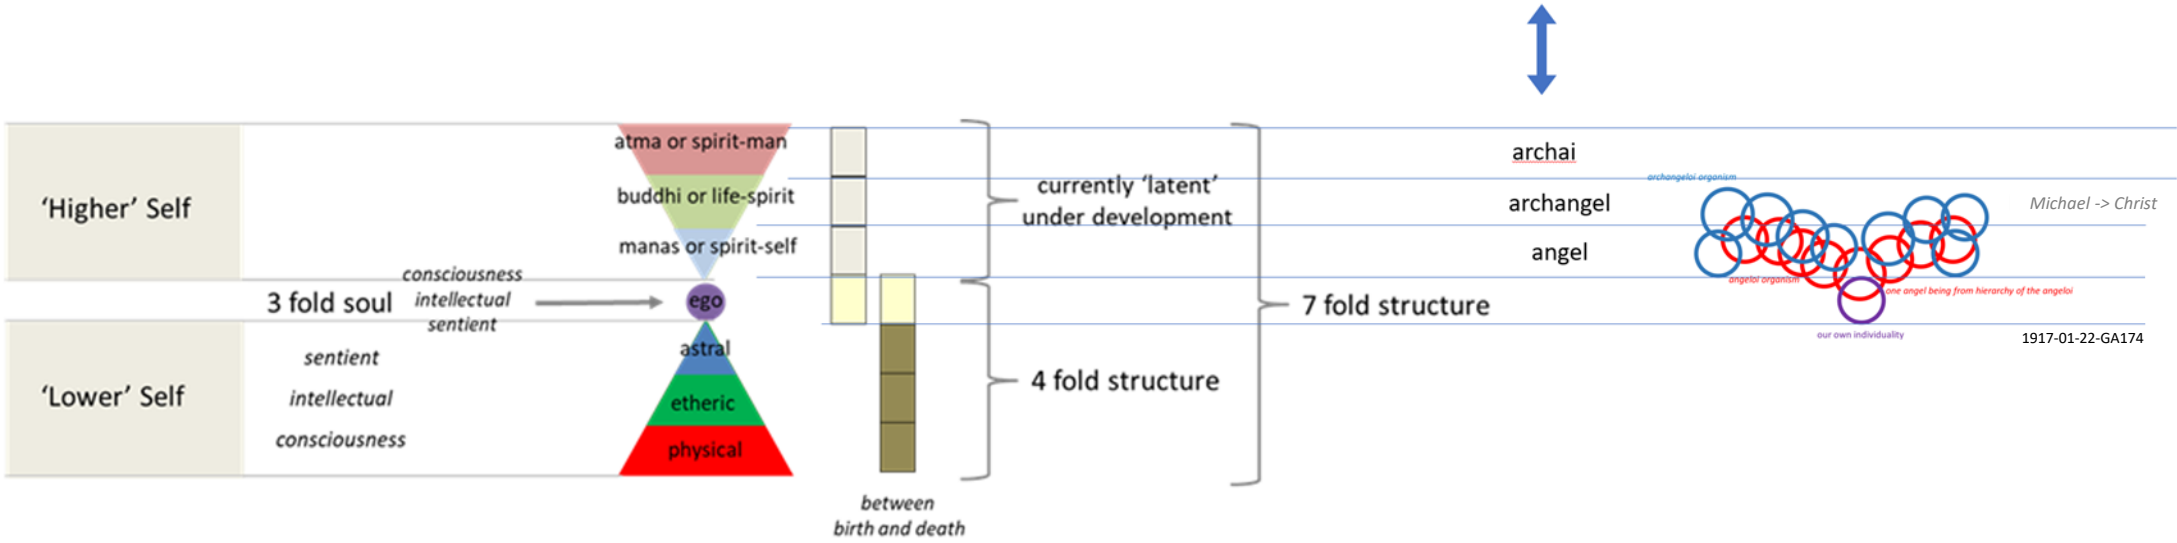 atma or spirit-man
archai
archangeloi organism
'Higher' Self
buddhi or life-spirit
currently 'latent'
under development
archangel
Michael -> Christ
manas or spirit-self
angel
consciousness
angeloi organism
one angel being from hierarchy of the angeloi
3 fold soul
intellectual
ego
7 fold structure
sentient
our own individuality
1917-01-22-GA174
sentient
astral
'Lower' Self
intellectual
etheric
4 fold structure
consciousness
physical
between
birth and death